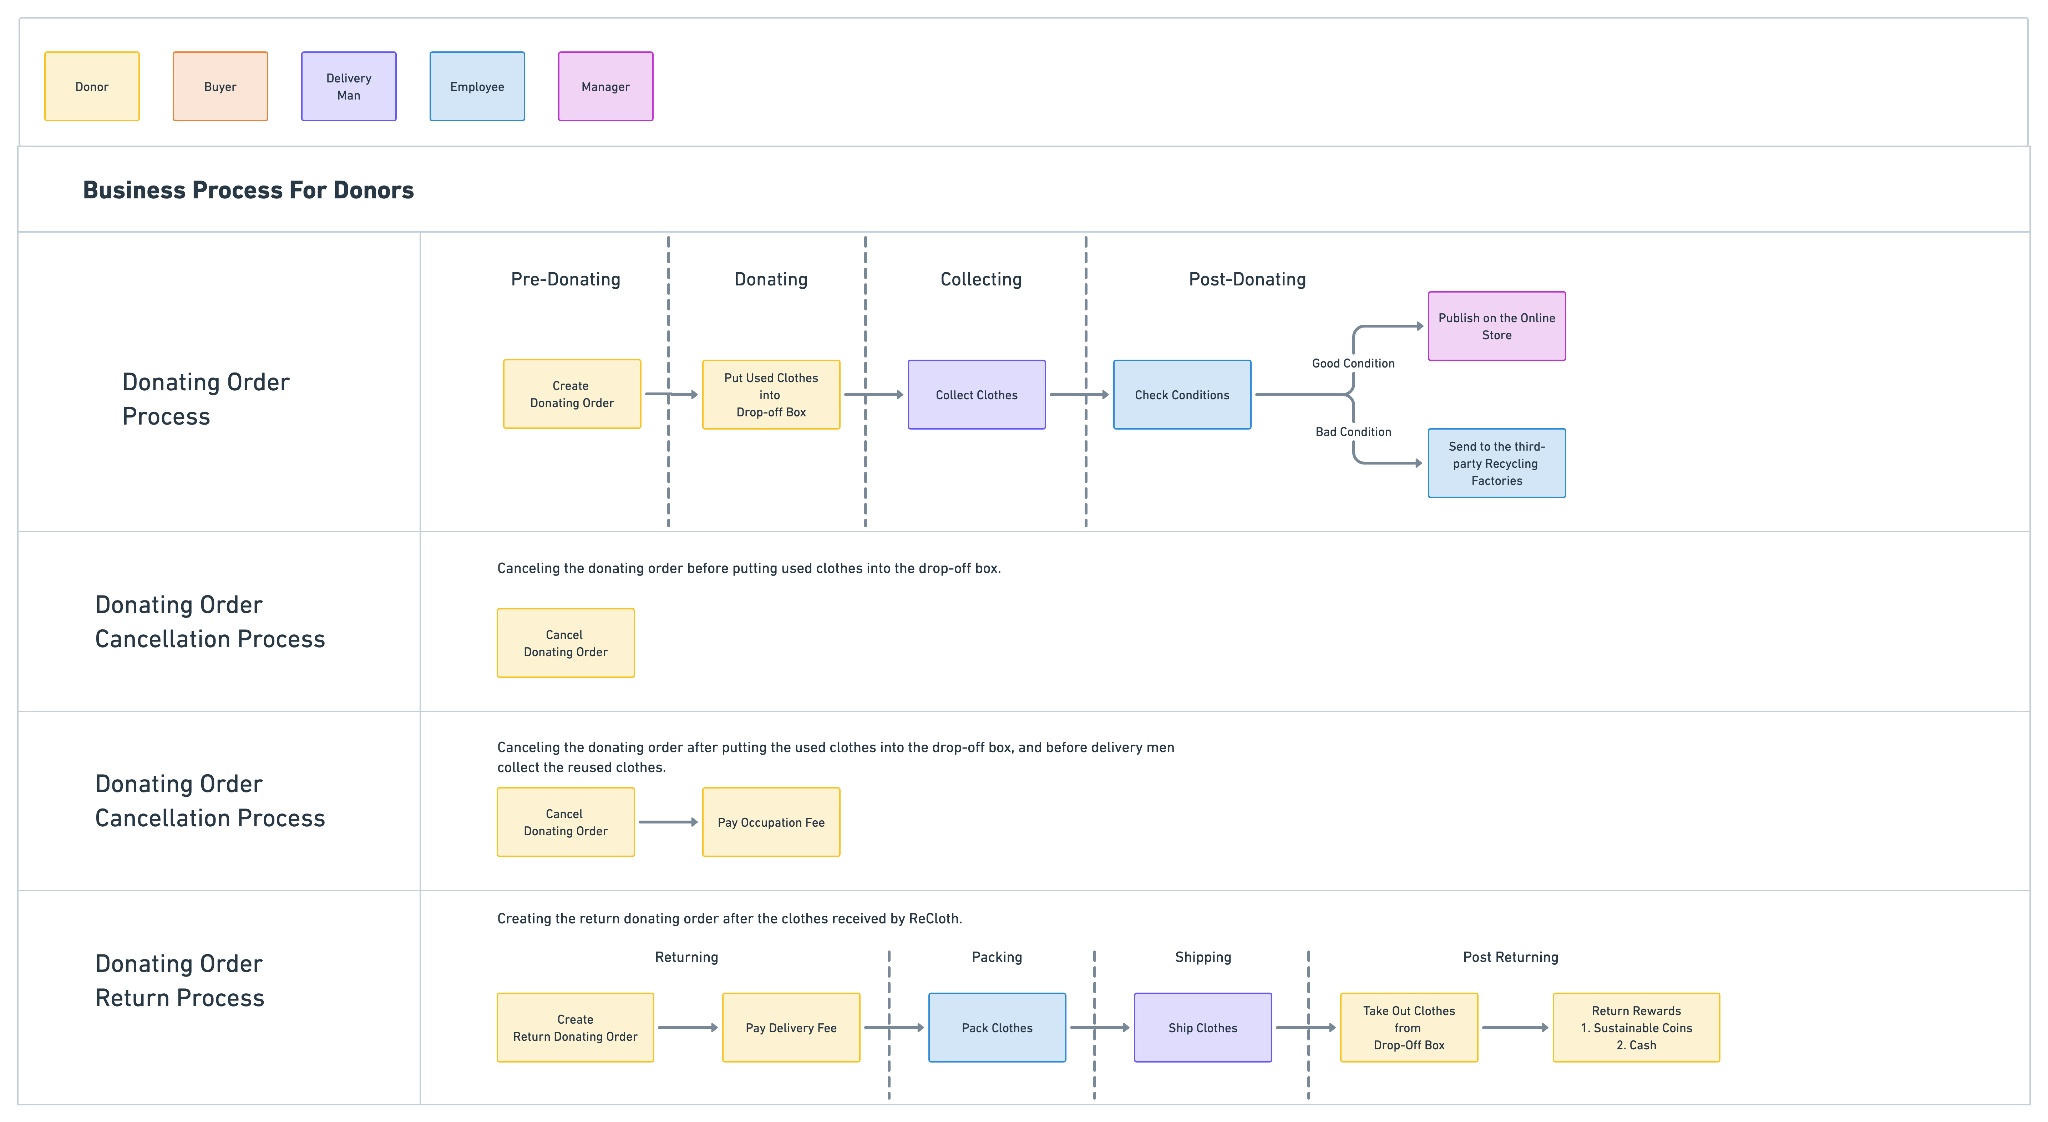 Donor
Buyer
Delivery
Man
Employee
Manager
Business Process For Donors
Donating Order
Process
Pre-Donating
Donating
Collecting
Post-Donating
Create
Donating Order
Put Used Clothes
into
Drop-off Box
Collect Clothes
Check Conditions
Good Condition
Bad Condition
Publish on the Online
Store
Send to the third-
party Recycling
Factories
Donating Order
Cancellation Process
Canceling the donating order before putting used clothes into the drop-off box.
Cancel
Donating Order
Donating Order
Cancellation Process
Canceling the donating order after putting the used clothes into the drop-off box, and before delivery men
collect the reused clothes.
Cancel
Donating Order
Pay Occupation Fee
Donating Order
Return Process
Creating the return donating order after the clothes received by ReCloth.
Returning
Packing
Shipping
Post Returning
Create
Return Donating Order
Pay Delivery Fee
Pack Clothes
Ship Clothes
Take Out Clothes
from
Drop-Off Box
Return Rewards
1. Sustainable Coins
2. Cash